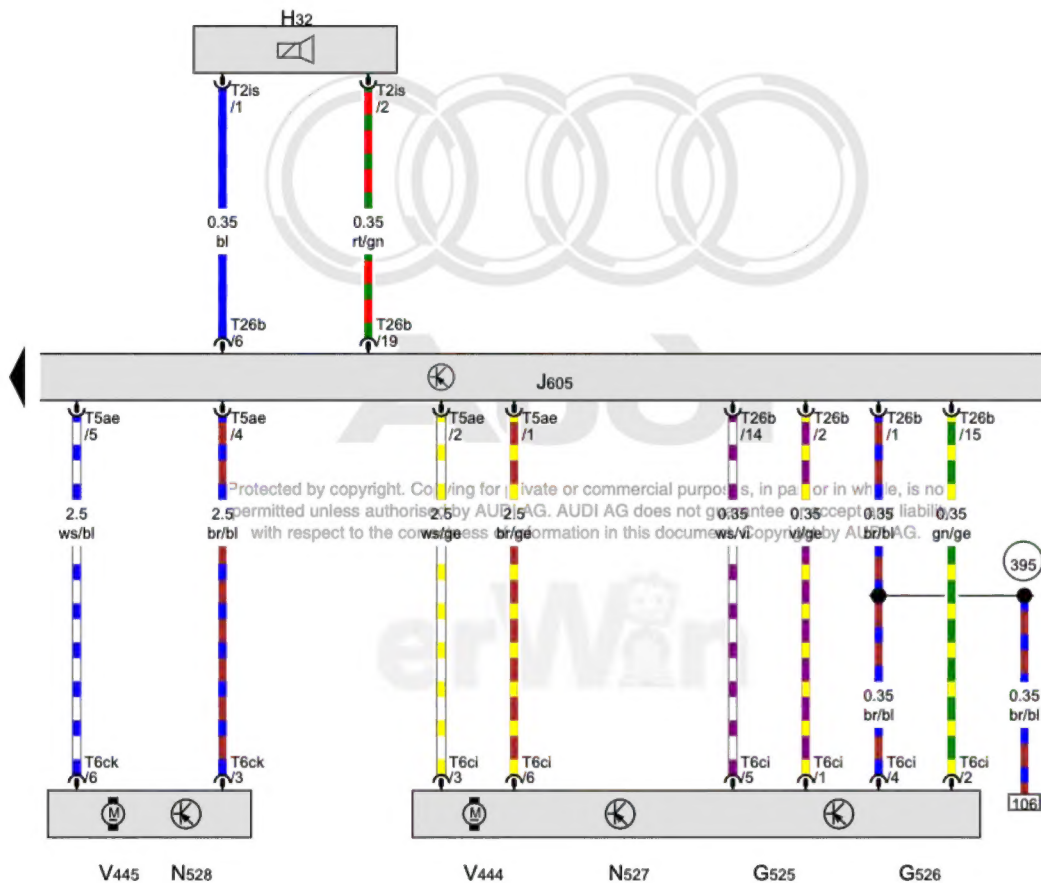 H32
T2is /1
T2is /2
0.35 bl
0.35 rt/gn
T26b /6
T26b /19
J605
T5ae /5
T5ae /4
T5ae /2
T5ae /1
T26b /14
T26b /2
T26b /1
T26b /15
Audi
Protected by copyright. Copying for private or commercial purposes, in part or in whole, is no
permitted unless authorised by AUDI AG. AUDI AG does not guarantee or accept any liability
with respect to the correctness of information in this document. Copyright by AUDI AG.
2.5 ws/bl
2.5 br/bl
2.5 ws/ge
2.5 br/ge
0.35 ws/vi
0.35 vi/ge
0.35 br/bl
0.35 gn/ge
395
erWin
0.35 br/bl
0.35 br/bl
T6ck /6
T6ck /3
T6ci /3
T6ci /6
T6ci /5
T6ci /1
T6ci /4
T6ci /2
106
M
M
V445 N528 V444 N527 G525 G526